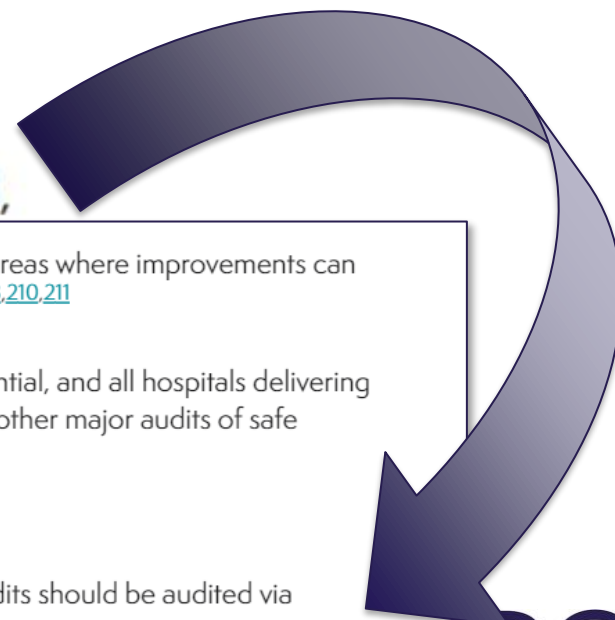 ,
reas where improvements can
,210,211
ntial, and all hospitals delivering
other major audits of safe
dits should be audited via